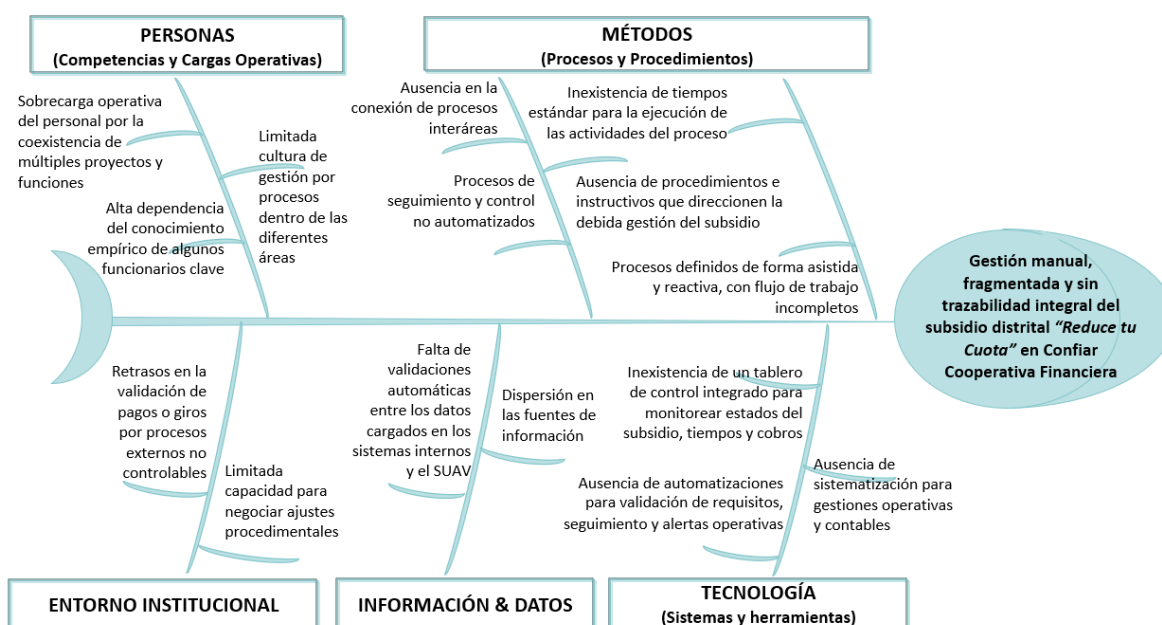 PERSONAS
(Competencias y Cargas Operativas)
MÉTODOS
(Procesos y Procedimientos)
Sobrecarga operativa
del personal por la
coexistencia de
múltiples proyectos y
funciones
Limitada
cultura de
gestión por
procesos
dentro de las
diferentes
áreas
Alta dependencia
del conocimiento
empírico de algunos
funcionarios clave
Ausencia en la
conexión de procesos
interáreas
Inexistencia de tiempos
estándar para la ejecución de
las actividades del proceso
Procesos de
seguimiento y control
no automatizados
Ausencia de procedimientos e
instructivos que direccionen la
debida gestión del subsidio
Procesos definidos de forma asistida
y reactiva, con flujo de trabajo
incompletos
Gestión manual,
fragmentada y sin
trazabilidad integral del
subsidio distrital “Reduce tu
Cuota” en Confiar
Cooperativa Financiera
Retrasos en la
validación de
pagos o giros
por procesos
externos no
controlables
Limitada
capacidad para
negociar ajustes
procedimentales
Falta de
validaciones
automáticas
entre los datos
cargados en los
sistemas internos
y el SUAV
Dispersión en
las fuentes de
información
Inexistencia de un tablero
de control integrado para
monitorear estados del
subsidio, tiempos y cobros
Ausencia de automatizaciones
para validación de requisitos,
seguimiento y alertas operativas
Ausencia de
sistematización para
gestiones operativas
y contables
ENTORNO INSTITUCIONAL
INFORMACIÓN & DATOS
TECNOLOGÍA
(Sistemas y herramientas)